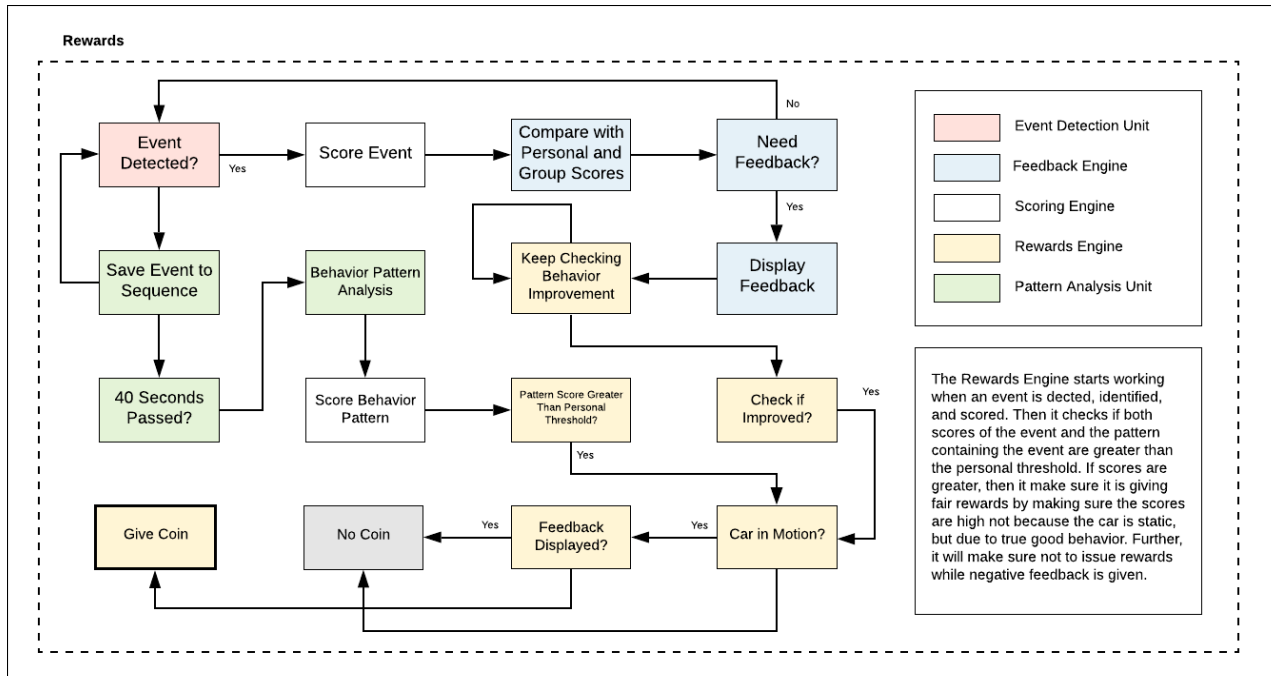 Rewards
No
Event
Detected?
Yes
Score Event
Compare with
Personal and
Group Scores
Need
Feedback?
Yes
Save Event to
Sequence
Behavior Pattern
Analysis
Keep Checking
Behavior
Improvement
Display
Feedback
40 Seconds
Passed?
Score Behavior
Pattern
Pattern Score Greater
Than Personal
Threshold?
Yes
Check if
Improved?
Yes
Give Coin
No Coin
Yes
Feedback
Displayed?
Yes
Car in Motion?
Event Detection Unit
Feedback Engine
Scoring Engine
Rewards Engine
Pattern Analysis Unit
The Rewards Engine starts working
when an event is dected, identified,
and scored. Then it checks if both
scores of the event and the pattern
containing the event are greater than
the personal threshold. If scores are
greater, then it make sure it is giving
fair rewards by making sure the scores
are high not because the car is static,
but due to true good behavior. Further,
it will make sure not to issue rewards
while negative feedback is given.